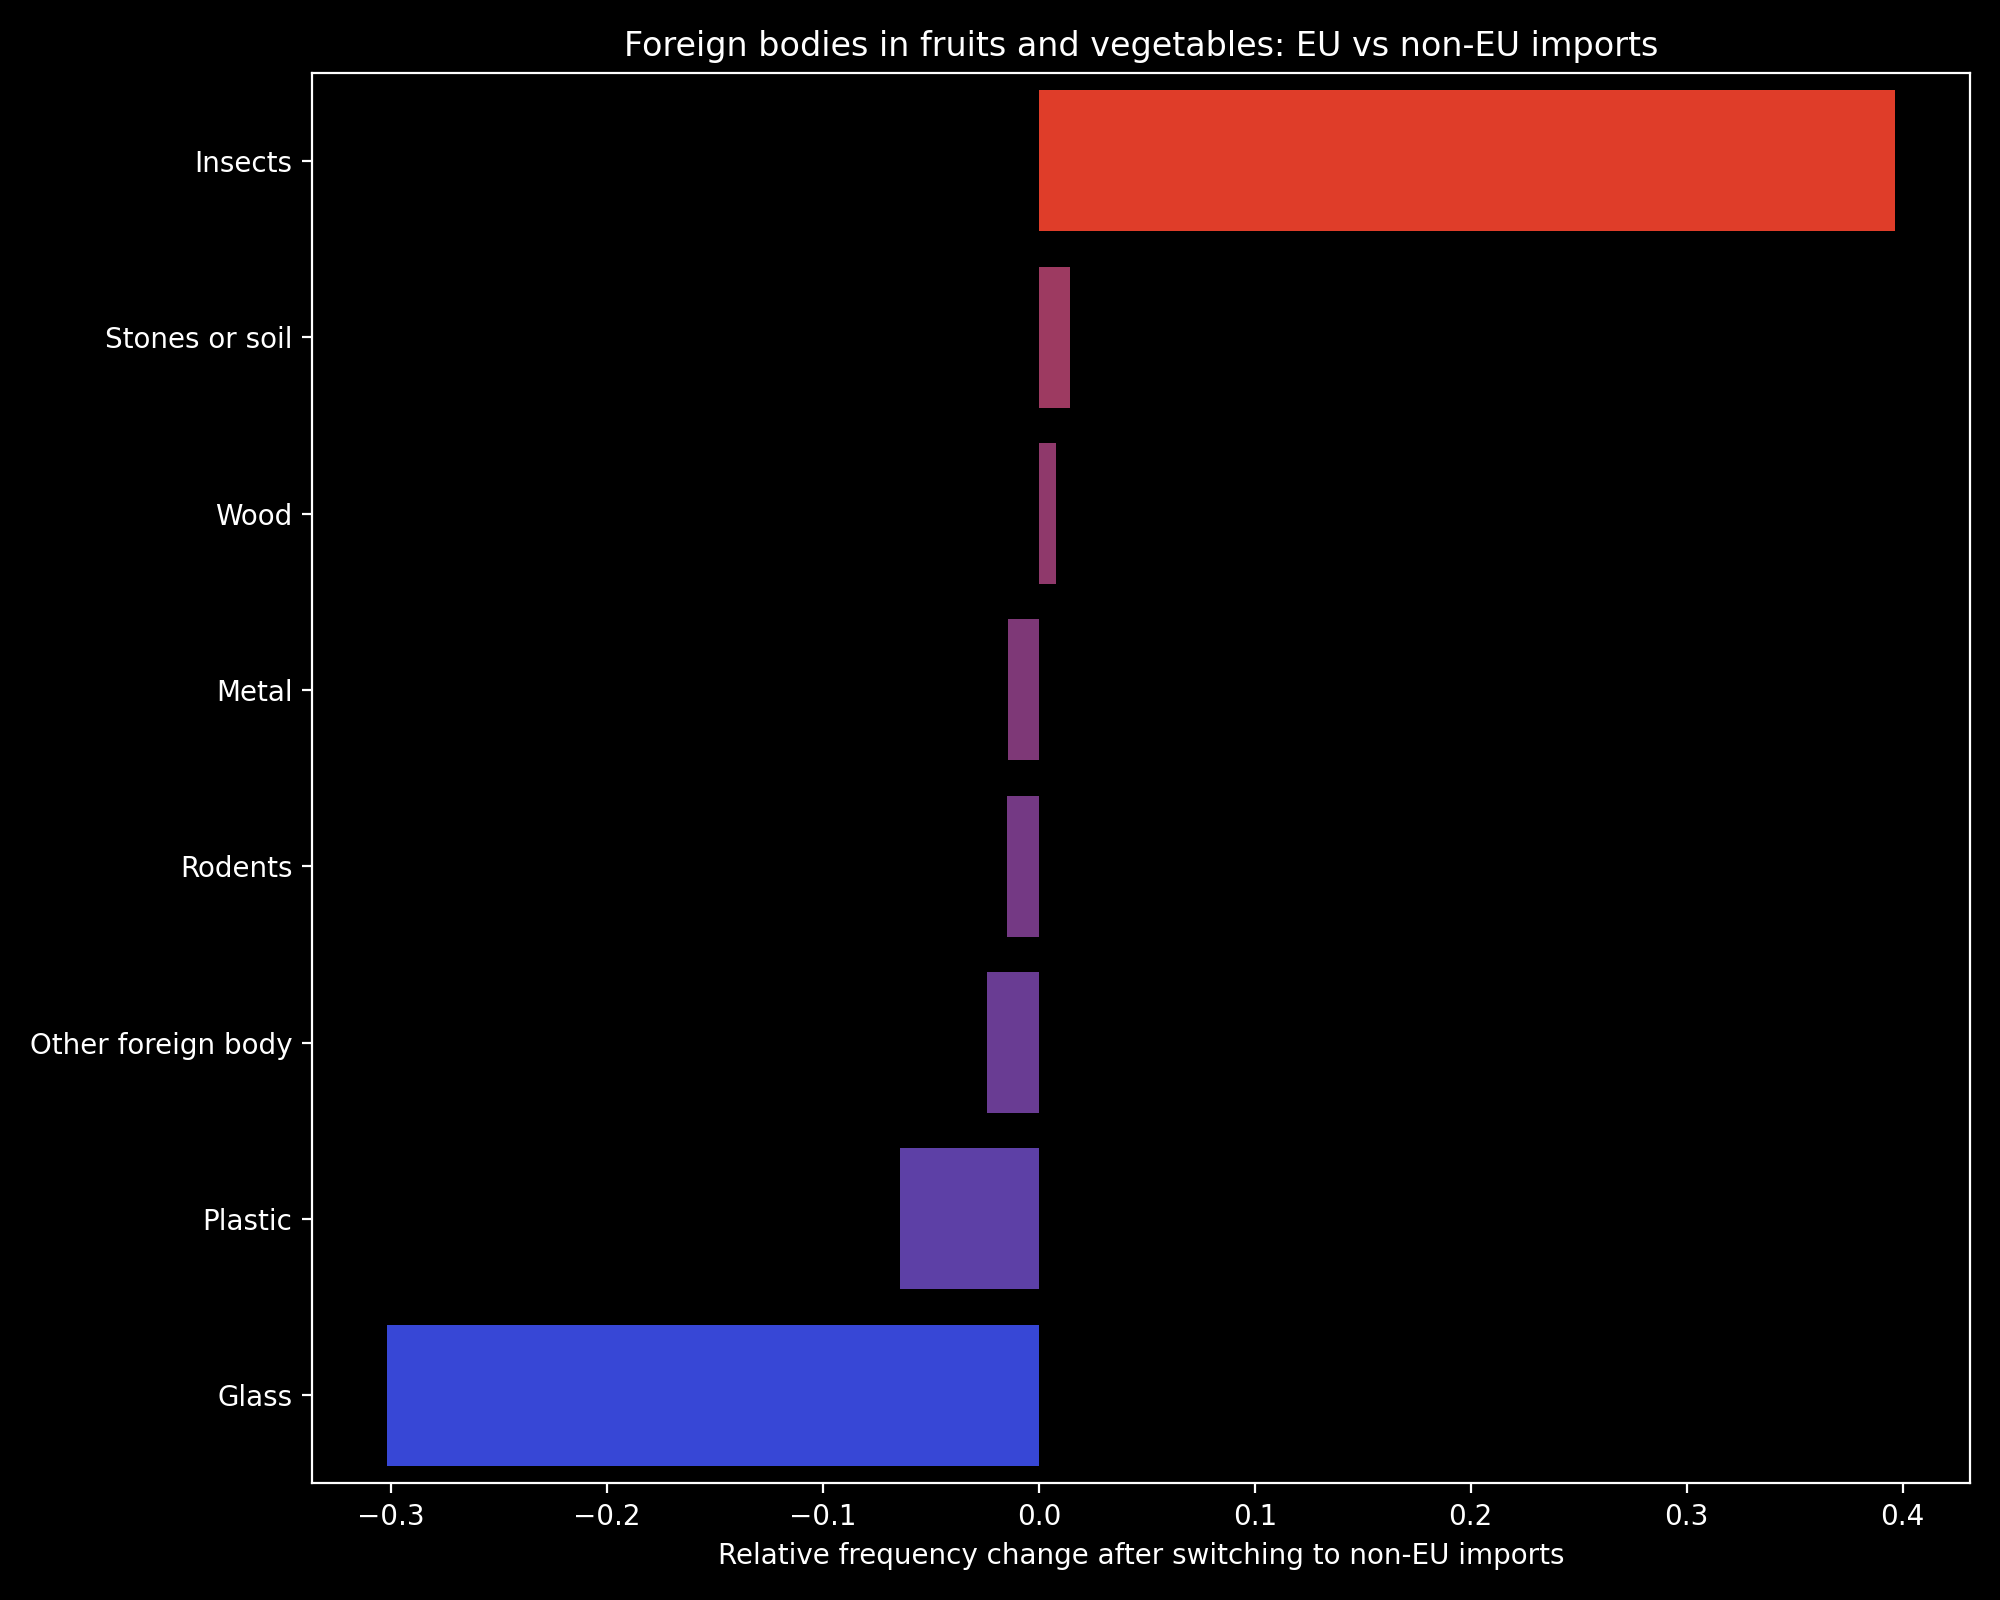 Foreign bodies in fruits and vegetables: EU vs non-EU imports
Insects
Stones or soil
Wood
Metal
Rodents
Other foreign body
Plastic
Glass
−0.3 −0.2 −0.1 0.0 0.1 0.2 0.3 0.4
Relative frequency change after switching to non-EU imports